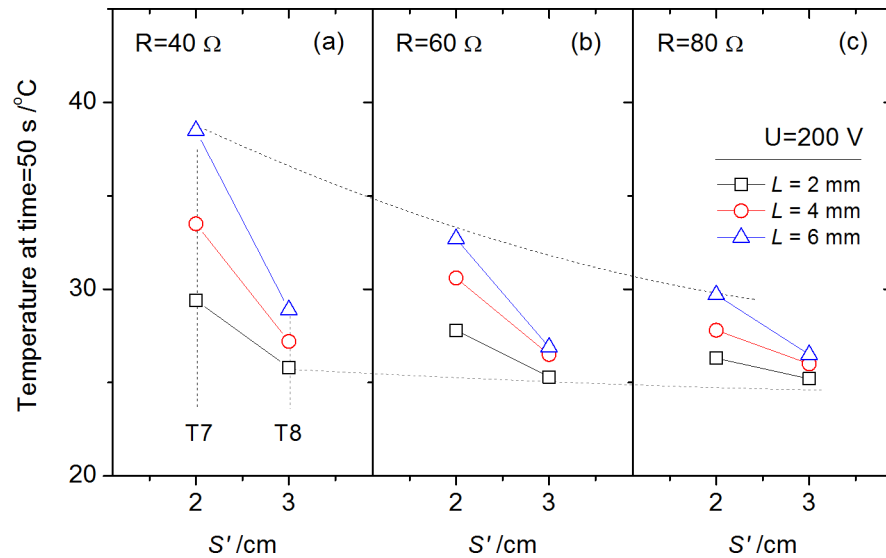 R=40 Ω (a)
R=60 Ω (b)
R=80 Ω (c)
Temperature at time=50 s /°C
40
30
20
U=200 V
L = 2 mm
L = 4 mm
L = 6 mm
T7 T8
2 3 2 3 2 3
S' /cm S' /cm S' /cm